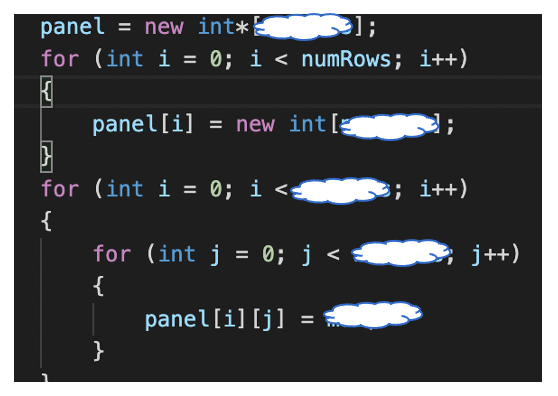 panel = new int*[];
for (int i = 0; i < numRows; i++)
{
panel[i] = new int[];
}
for (int i = 0; i < ; i++)
{
for (int j = 0; j < ; j++)
{
panel[i][j] =
}
}